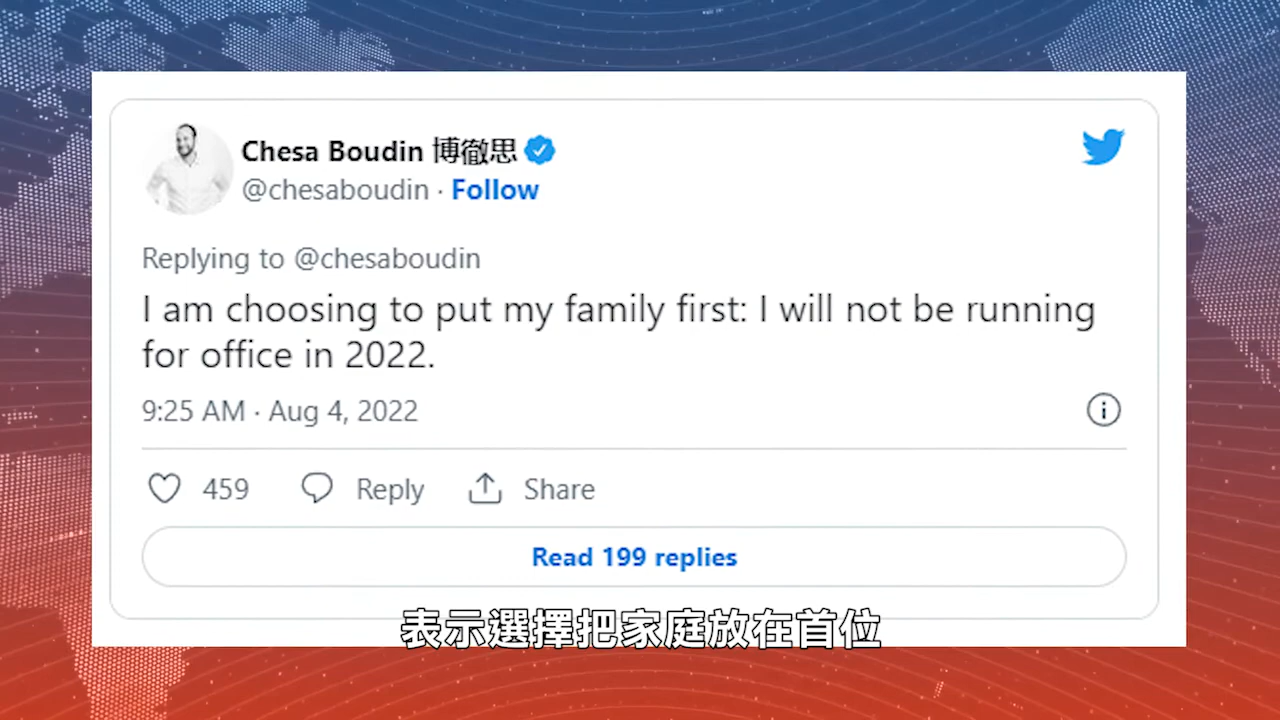 Chesa Boudin 博徹思
@chesaboudin · Follow
Replying to @chesaboudin
I am choosing to put my family first: I will not be running
for office in 2022.
9:25 AM · Aug 4, 2022
459 Reply Share
Read 199 replies
表示選擇把家庭放在首位